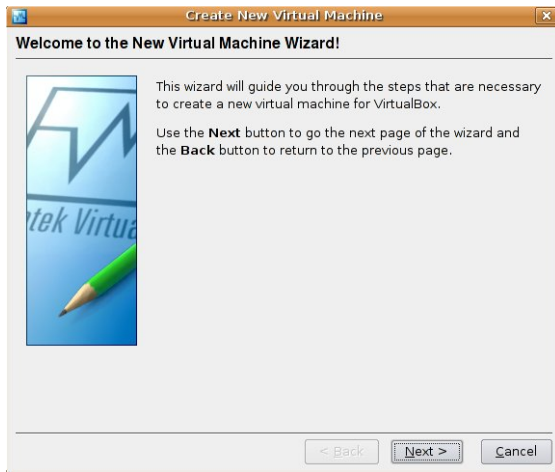 Create New Virtual Machine
Welcome to the New Virtual Machine Wizard!
This wizard will guide you through the steps that are necessary
to create a new virtual machine for VirtualBox.
Use the Next button to go the next page of the wizard and
the Back button to return to the previous page.
tek Virtua
< Back
Next >
Cancel